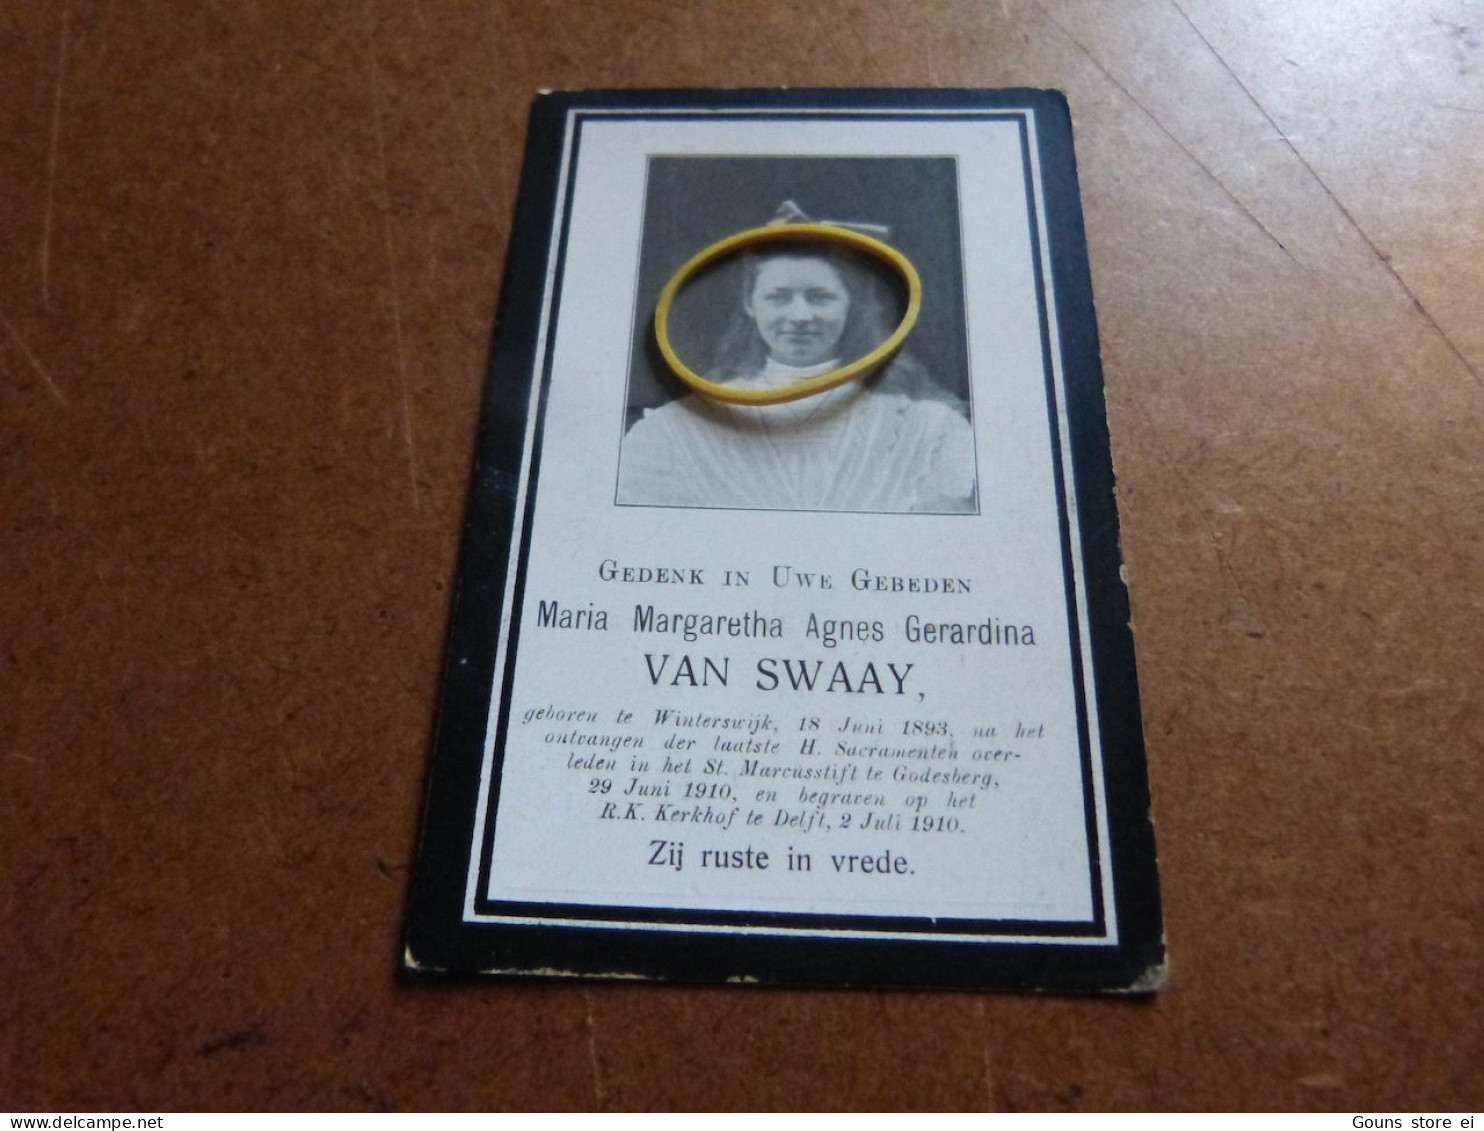 GEDENK IN UWE GEBEDEN
Maria Margaretha Agnes Gerardina
VAN SWAAY,
geboren te Winterswijk, 18 Juni 1893, na het
ontvangen der laatste H. Sacramenten over-
leden in het St. Marcusstift te Godesberg,
29 Juni 1910, en begraven op het
R.K. Kerkhof te Delft, 2 Juli 1910.
Zij ruste in vrede.
www.delcampe.net
Gouns store ei